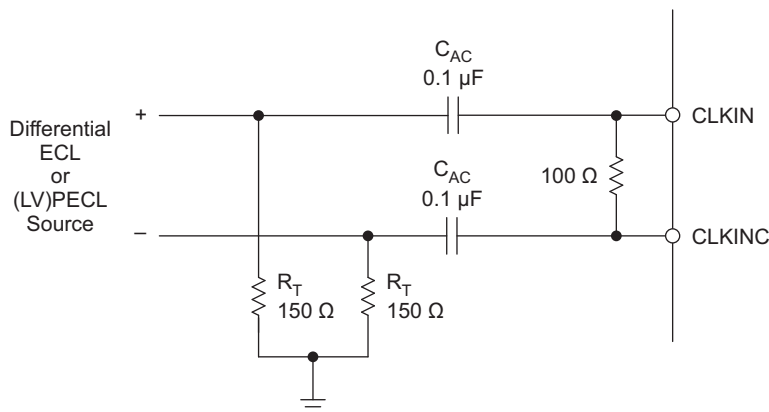 C_AC
0.1 µF
+
CLKIN
Differential
ECL
or
(LV)PECL
Source
100 Ω
C_AC
0.1 µF
–
CLKINC
R_T
150 Ω
R_T
150 Ω